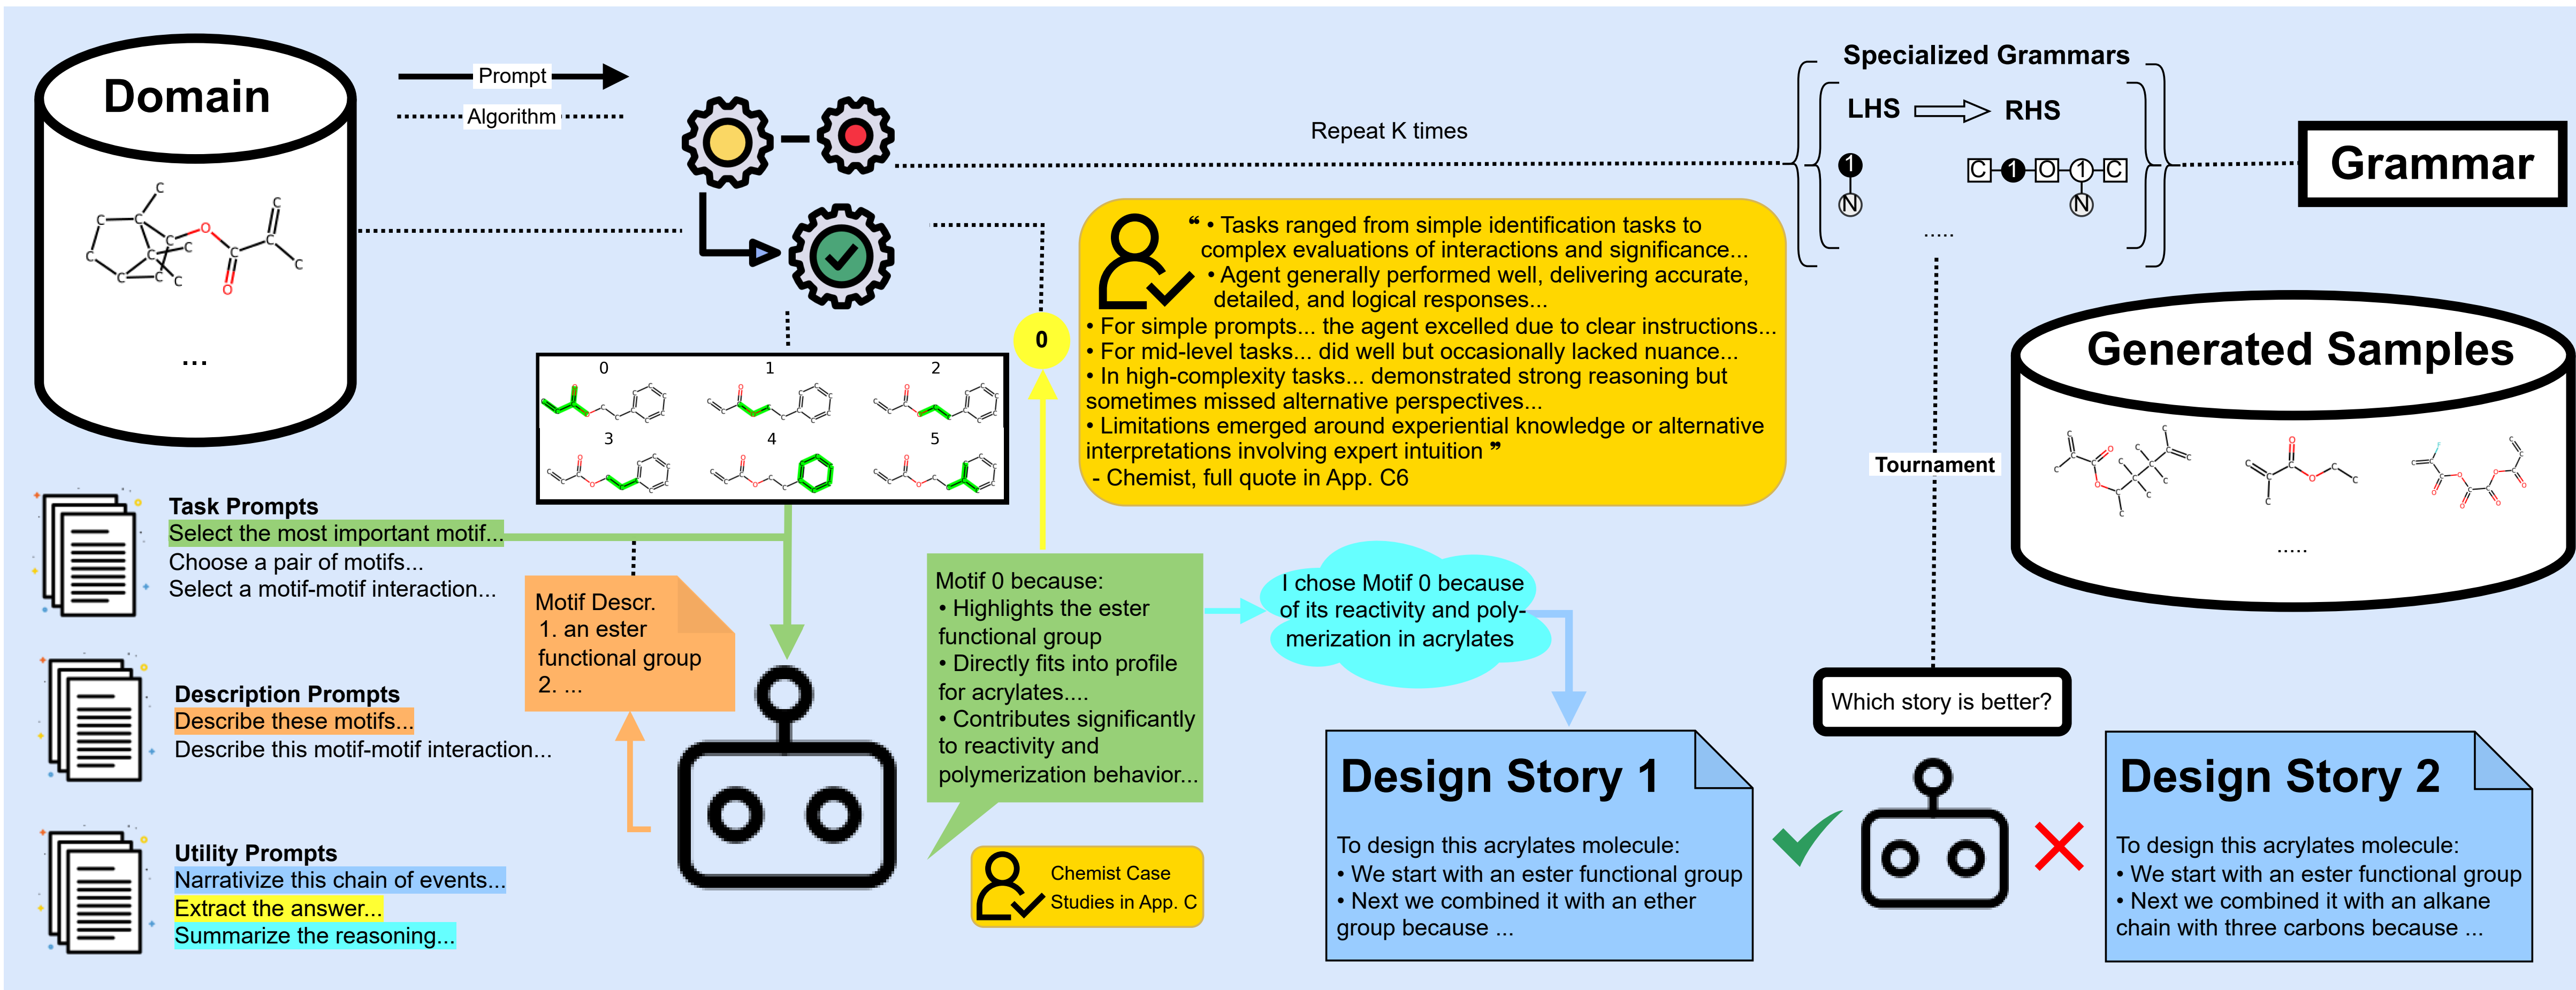 Domain
...
Prompt
Algorithm
Repeat K times
Specialized Grammars
LHS
RHS
1
N
C 1 O 1 C
N
.....
Grammar
❝ • Tasks ranged from simple identification tasks to
complex evaluations of interactions and significance...
• Agent generally performed well, delivering accurate,
detailed, and logical responses...
• For simple prompts... the agent excelled due to clear instructions...
• For mid-level tasks... did well but occasionally lacked nuance...
• In high-complexity tasks... demonstrated strong reasoning but
sometimes missed alternative perspectives...
• Limitations emerged around experiential knowledge or alternative
interpretations involving expert intuition ❞
- Chemist, full quote in App. C6
0
0
1
2
3
4
5
Generated Samples
.....
Tournament
Task Prompts
Select the most important motif...
Choose a pair of motifs...
Select a motif-motif interaction...
Description Prompts
Describe these motifs...
Describe this motif-motif interaction...
Utility Prompts
Narrativize this chain of events...
Extract the answer...
Summarize the reasoning...
Motif Descr.
1. an ester
functional group
2. ...
Motif 0 because:
• Highlights the ester
functional group
• Directly fits into profile
for acrylates....
• Contributes significantly
to reactivity and
polymerization behavior...
Chemist Case
Studies in App. C
I chose Motif 0 because
of its reactivity and poly-
merization in acrylates
Which story is better?
Design Story 1
To design this acrylates molecule:
• We start with an ester functional group
• Next we combined it with an ether
group because ...
Design Story 2
To design this acrylates molecule:
• We start with an ester functional group
• Next we combined it with an alkane
chain with three carbons because ...